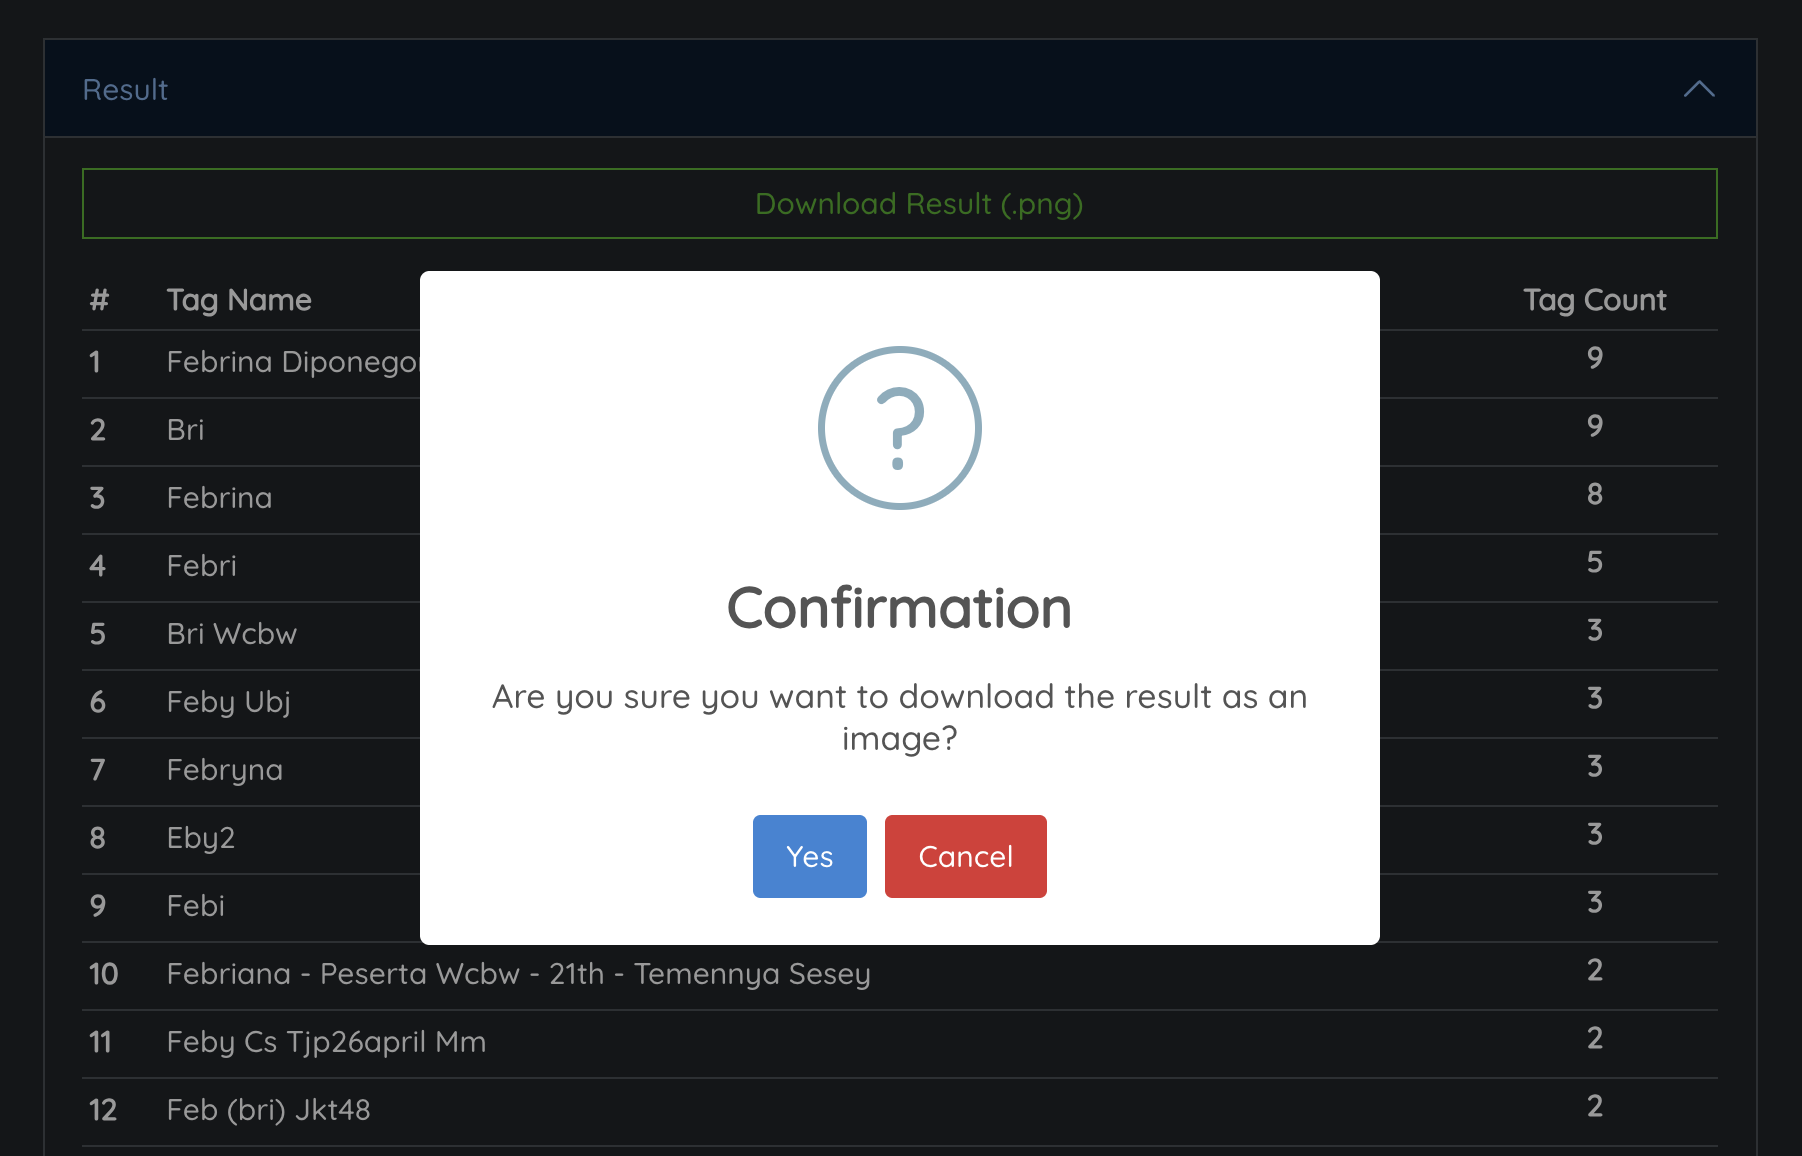 Result
Download Result (.png)
# Tag Name Tag Count
1 Febrina 9
2 Bri 9
3 Febrina 8
4 Febri 5
5 Bri Wcbw 3
6 Feby Ubj 3
7 Febryna 3
8 Eby2 3
9 Febi 3
10 Febriana - Peserta Wcbw - 21th - Temennya Sesey 2
11 Feby Cs Tjp26april Mm 2
12 Feb (bri) Jkt48 2
?
Confirmation
Are you sure you want to download the result as an
image?
Yes Cancel